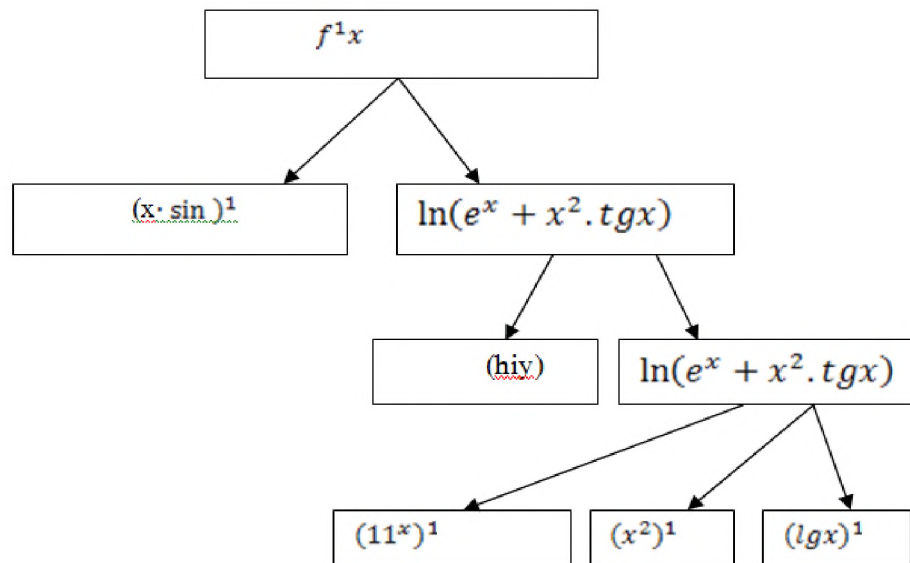 f¹x
(x· sin )¹
ln(eˣ + x².tgx)
(hiy)
ln(eˣ + x².tgx)
(11ˣ)¹
(x²)¹
(lgx)¹